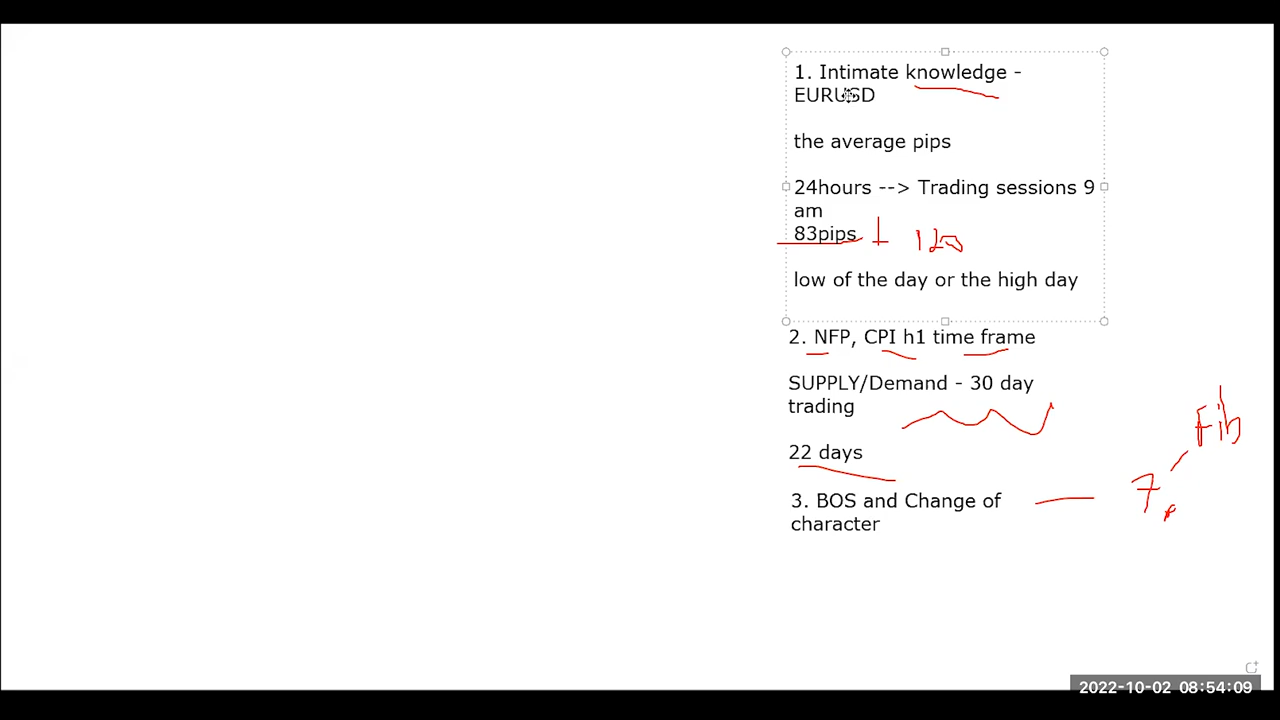 1. Intimate knowledge -
EURUSD
the average pips
24hours --> Trading sessions 9
am
83pips
low of the day or the high day
2. NFP, CPI h1 time frame
SUPPLY/Demand - 30 day
trading
22 days
Fib
7
3. BOS and Change of
character
2022-10-02 08:54:09